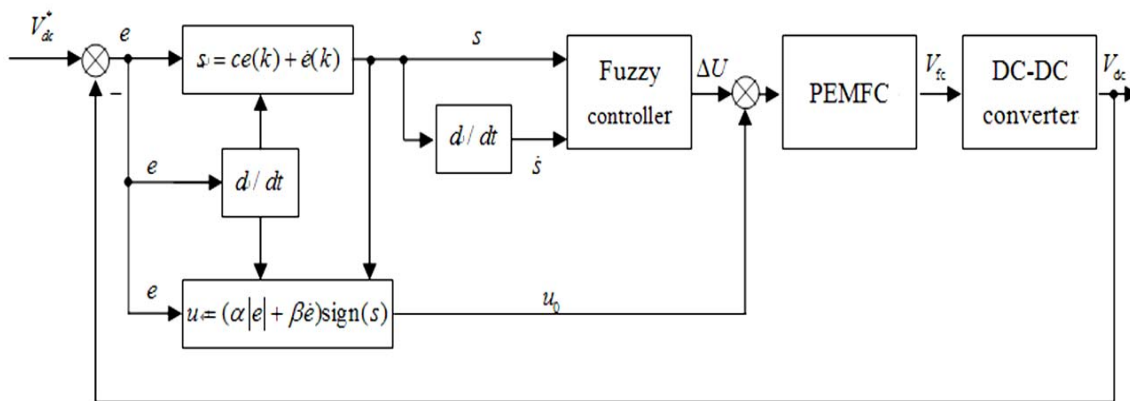 V*dc
e
s = ce(k) + ė(k)
s
Fuzzy
controller
ΔU
PEMFC
Vfc
DC-DC
converter
Vdc
−
d / dt
ṡ
e
d / dt
e
u = (α|e| + βė)sign(s)
u0